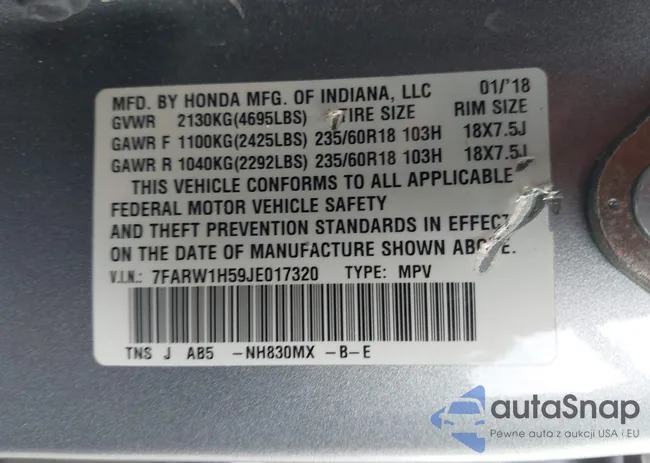 MFD. BY HONDA MFG. OF INDIANA, LLC 01/'18
GVWR 2130KG(4695LBS) TIRE SIZE RIM SIZE
GAWR F 1100KG(2425LBS) 235/60R18 103H 18X7.5J
GAWR R 1040KG(2292LBS) 235/60R18 103H 18X7.5J
THIS VEHICLE CONFORMS TO ALL APPLICABLE
FEDERAL MOTOR VEHICLE SAFETY
AND THEFT PREVENTION STANDARDS IN EFFECT
ON THE DATE OF MANUFACTURE SHOWN ABOVE.
V.I.N.: 7FARW1H59JE017320 TYPE: MPV
TNS J AB5 -NH830MX -B-E
autaSnap
Pewne auta z aukcji USA i EU